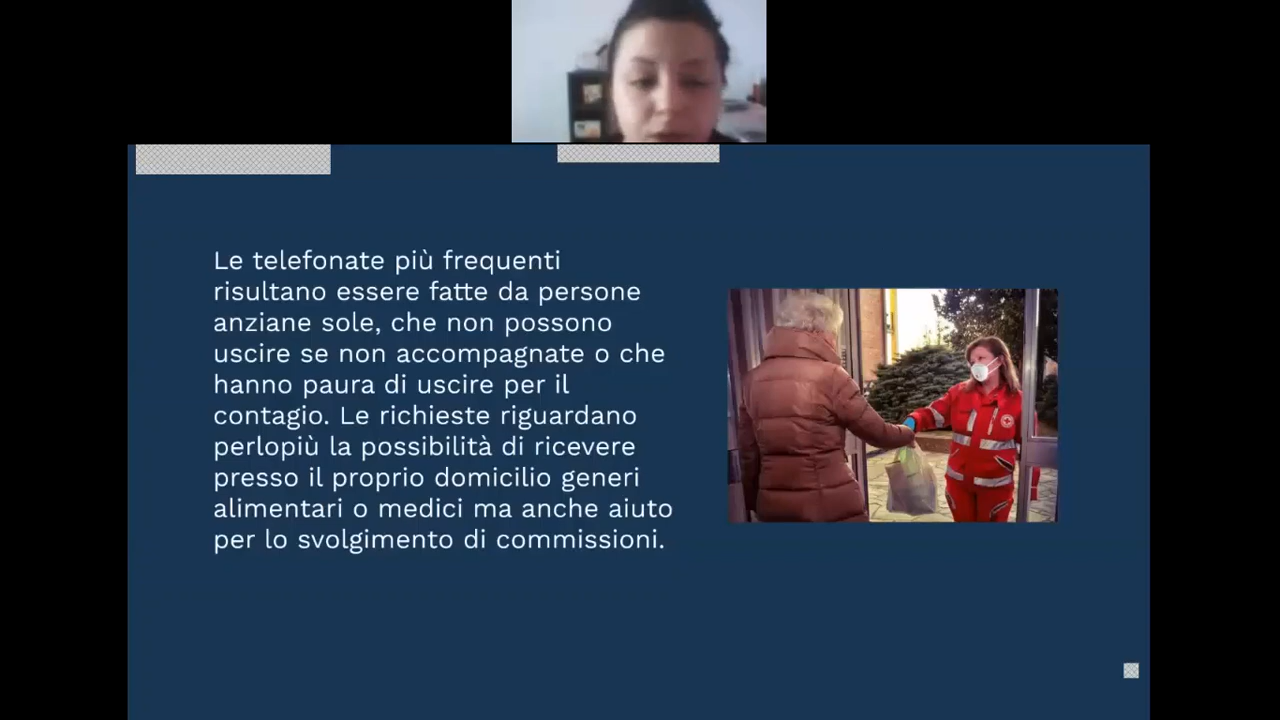 Le telefonate più frequenti
risultano essere fatte da persone
anziane sole, che non possono
uscire se non accompagnate o che
hanno paura di uscire per il
contagio. Le richieste riguardano
perlopiù la possibilità di ricevere
presso il proprio domicilio generi
alimentari o medici ma anche aiuto
per lo svolgimento di commissioni.